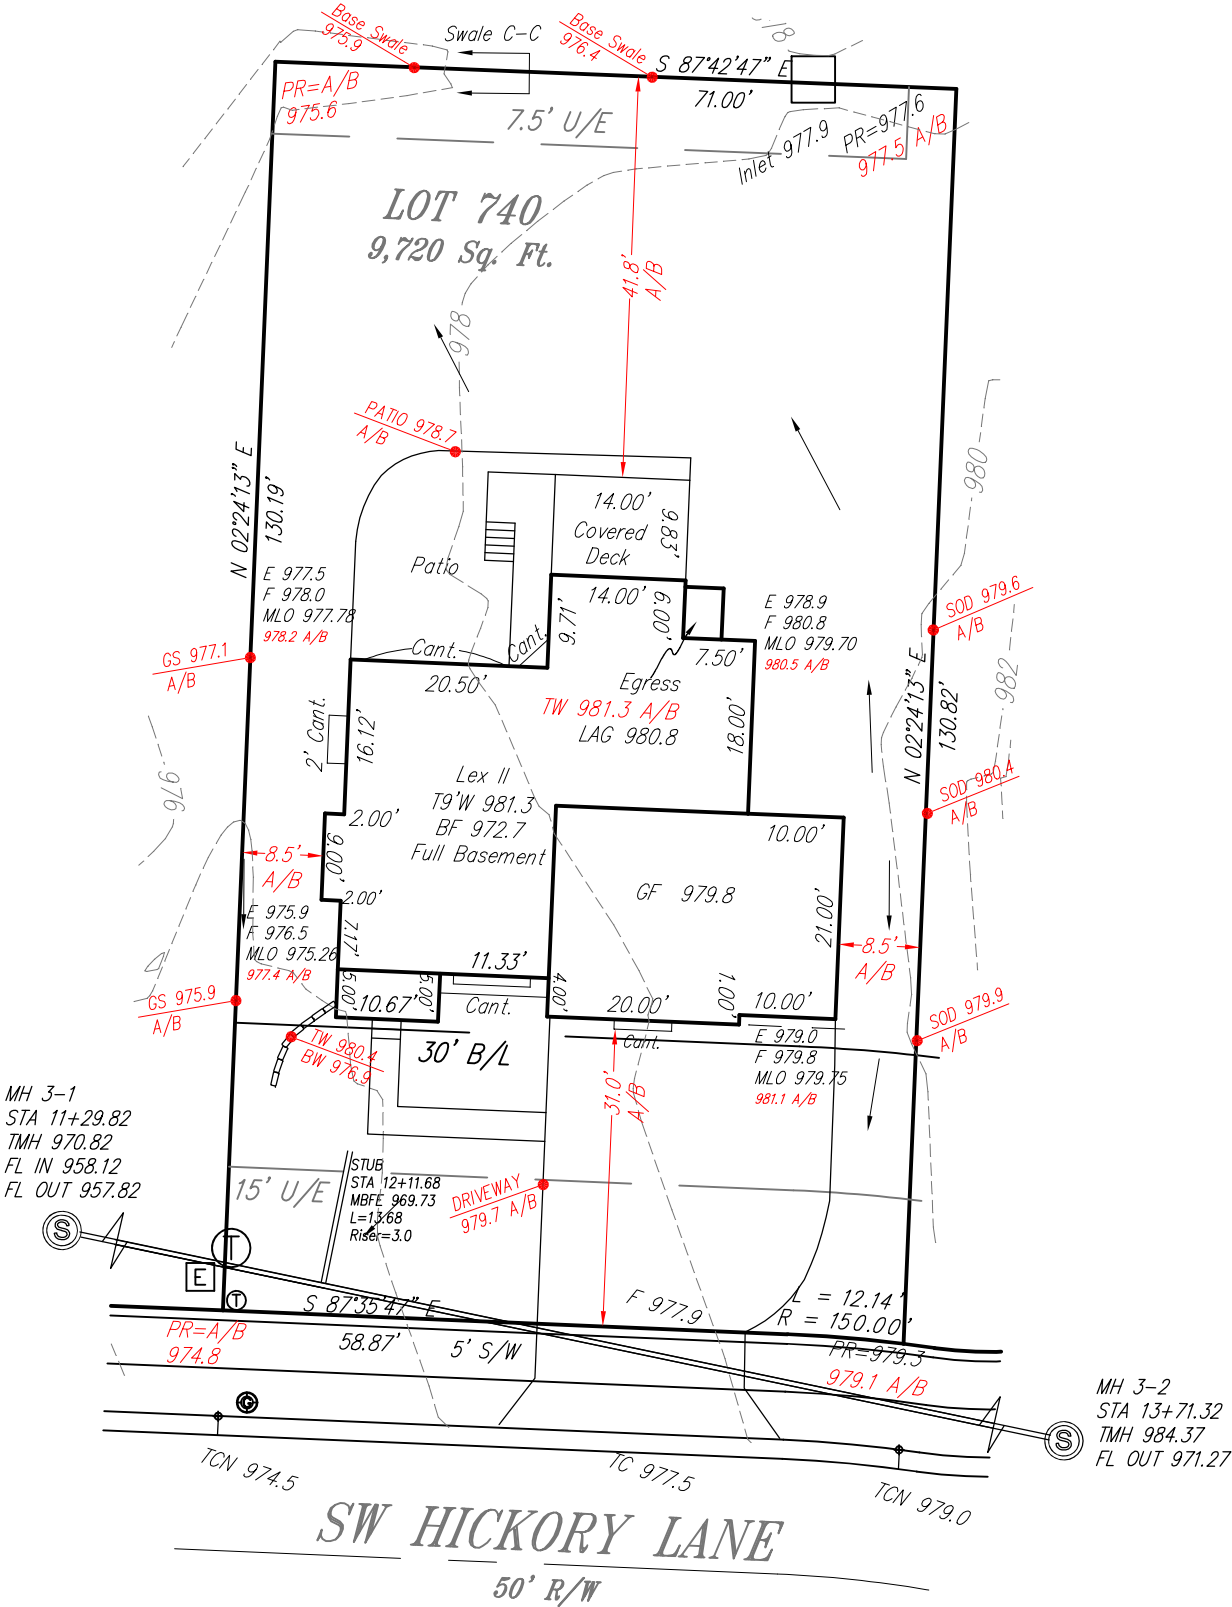 Base Swale
975.9
Swale C-C
Base Swale
976.4
S 87°42'47" E
71.00'
PR=A/B
975.6
7.5' U/E
Inlet 977.9
PR=977.6
977.5 A/B
LOT 740
9,720 Sq. Ft.
41.8'
A/B
978
PATIO 978.7
A/B
N 02°24'13" E
130.19'
980
14.00'
Covered
Deck
9.83'
Patio
E 977.5
F 978.0
MLO 977.78
978.2 A/B
14.00'
9.71'
6.00'
E 978.9
F 980.8
MLO 979.70
980.5 A/B
SOD 979.6
A/B
GS 977.1
A/B
Cant.
Cant.
7.50'
20.50'
Egress
TW 981.3 A/B
LAG 980.8
18.00'
N 02°24'13" E
130.82'
982
2' Cant.
16.12'
976
Lex II
T9'W 981.3
BF 972.7
Full Basement
SOD 980.4
A/B
2.00'
9.00'
10.00'
8.5'
A/B
GF 979.8
21.00'
2.00'
E 975.9
F 976.5
MLO 975.26
977.4 A/B
7.17'
8.5'
A/B
11.33'
5.00'
10.67'
5.00'
Cant.
4.00'
20.00'
1.00'
10.00'
GS 975.9
A/B
SOD 979.9
A/B
TW 980.4
BW 976.9
30' B/L
Cant.
E 979.0
F 979.8
MLO 979.75
981.1 A/B
31.0'
A/B
MH 3-1
STA 11+29.82
TMH 970.82
FL IN 958.12
FL OUT 957.82
15' U/E
STUB
STA 12+11.68
MBFE 969.73
L=13.68
Riser=3.0
DRIVEWAY
979.7 A/B
S
T
E
T
S 87°35'47" E
58.87'
F 977.9
L = 12.14'
R = 150.00'
PR=A/B
974.8
5' S/W
PR=979.3
979.1 A/B
G
S
MH 3-2
STA 13+71.32
TMH 984.37
FL OUT 971.27
TCN 974.5
TC 977.5
TCN 979.0
SW HICKORY LANE
50' R/W